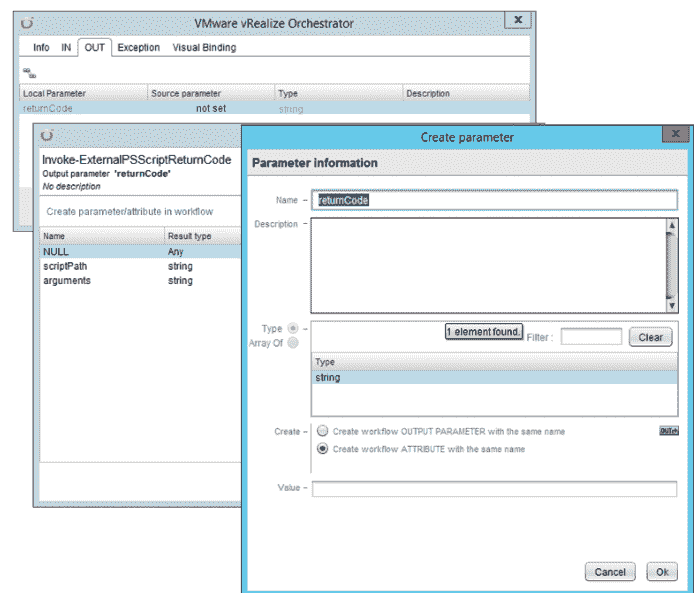 VMware vRealize Orchestrator
x
Info IN OUT Exception Visual Binding
Local Parameter Source parameter Type Description
returnCode not set string
Invoke-ExternalPSScriptReturnCode
Output parameter 'returnCode'
No description
Create parameter/attribute in workflow
Name Result type
NULL Any
scriptPath string
arguments string
Create parameter
x
Parameter information
Name
returnCode
Description
Type
Array Of
1 element found.
Filter :
Clear
Type
string
Create
Create workflow OUTPUT PARAMETER with the same name
Create workflow ATTRIBUTE with the same name
Value
Cancel Ok